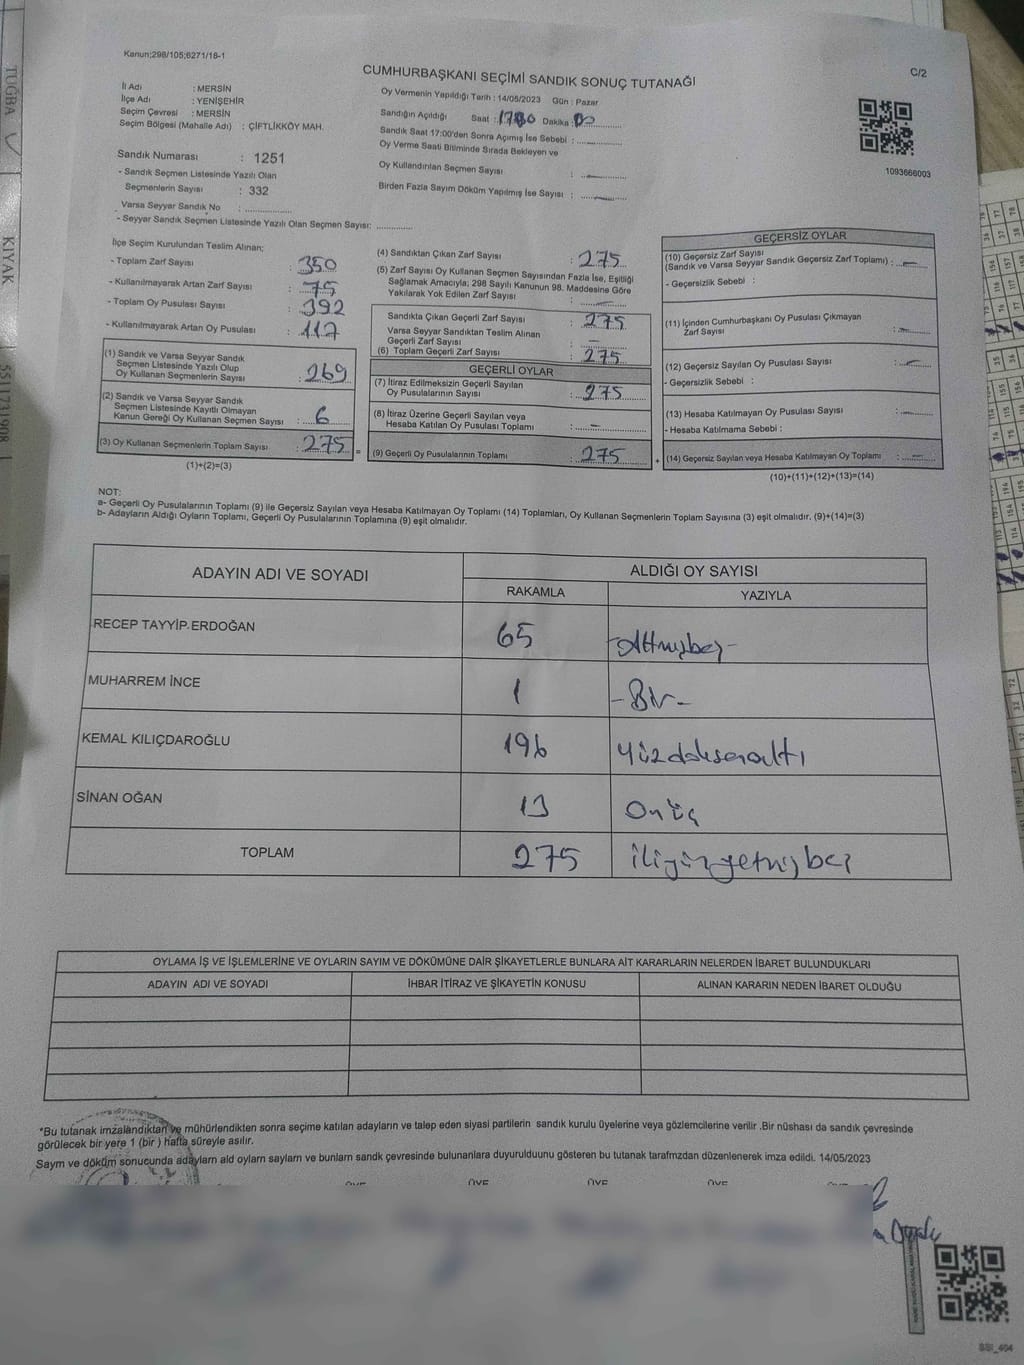 Kanun;298/105;6271/16-1
CUMHURBAŞKANI SEÇİMİ SANDIK SONUÇ TUTANAĞI
C/2
İl Adı : MERSİN
İlçe Adı : YENİŞEHİR
Seçim Çevresi : MERSİN
Seçim Bölgesi (Mahalle Adı) : ÇİFTLİKKÖY MAH.
Oy Vermenin Yapıldığı Tarih : 14/05/2023 Gün : Pazar
Sandığın Açıldığı Saat : Dakika :
Sandık Saat 17:00'den Sonra Açımış İse Sebebi :
Oy Verme Saati Bitiminde Sırada Bekleyen ve
Oy Kullandırılan Seçmen Sayısı :
Birden Fazla Sayım Döküm Yapılmış İse Sayısı :
1093666003
Sandık Numarası : 1251
- Sandık Seçmen Listesinde Yazılı Olan
Seçmenlerin Sayısı : 332
Varsa Seyyar Sandık No :
- Seyyar Sandık Seçmen Listesinde Yazılı Olan Seçmen Sayısı:
İlçe Seçim Kurulundan Teslim Alınan;
- Toplam Zarf Sayısı : 350
- Kullanılmayarak Artan Zarf Sayısı : 75
- Toplam Oy Pusulası Sayısı : 392
- Kullanılmayarak Artan Oy Pusulası : 117
(1) Sandık ve Varsa Seyyar Sandık
Seçmen Listesinde Yazılı Olup
Oy Kullanan Seçmenlerin Sayısı : 269
(2) Sandık ve Varsa Seyyar Sandık
Seçmen Listesinde Kayıtlı Olmayan
Kanun Gereği Oy Kullanan Seçmen Sayısı : 6
(3) Oy Kullanan Seçmenlerin Toplam Sayısı : 275
(1)+(2)=(3)
(4) Sandıktan Çıkan Zarf Sayısı : 275
(5) Zarf Sayısı Oy Kullanan Seçmen Sayısından Fazla İse, Eşitliği
Sağlamak Amacıyla; 298 Sayılı Kanunun 98. Maddesine Göre
Yakılarak Yok Edilen Zarf Sayısı :
Sandıkta Çıkan Geçerli Zarf Sayısı : 275
Varsa Seyyar Sandıktan Teslim Alınan
Geçerli Zarf Sayısı : -
(6) Toplam Geçerli Zarf Sayısı : 275
GEÇERLİ OYLAR
(7) İtiraz Edilmeksizin Geçerli Sayılan
Oy Pusulalarının Sayısı : 275
(8) İtiraz Üzerine Geçerli Sayılan veya
Hesaba Katılan Oy Pusulası Toplamı : -
(9) Geçerli Oy Pusulalarının Toplamı : 275
GEÇERSİZ OYLAR
(10) Geçersiz Zarf Sayısı
(Sandık ve Varsa Seyyar Sandık Geçersiz Zarf Toplamı) : -
- Geçersizlik Sebebi :
(11) İçinden Cumhurbaşkanı Oy Pusulası Çıkmayan
Zarf Sayısı : -
(12) Geçersiz Sayılan Oy Pusulası Sayısı : -
- Geçersizlik Sebebi :
(13) Hesaba Katılmayan Oy Pusulası Sayısı : -
- Hesaba Katılmama Sebebi :
(14) Geçersiz Sayılan veya Hesaba Katılmayan Oy Toplamı : -
(10)+(11)+(12)+(13)=(14)
NOT:
a- Geçerli Oy Pusulalarının Toplamı (9) ile Geçersiz Sayılan veya Hesaba Katılmayan Oy Toplamı (14) Toplamları, Oy Kullanan Seçmenlerin Toplam Sayısına (3) eşit olmalıdır. (9)+(14)=(3)
b- Adayların Aldığı Oyların Toplamı, Geçerli Oy Pusulalarının Toplamına (9) eşit olmalıdır.
ADAYIN ADI VE SOYADI
ALDIĞI OY SAYISI
RAKAMLA
YAZIYLA
RECEP TAYYİP ERDOĞAN 65 -Altmışbeş-
MUHARREM İNCE 1 -Bir-
KEMAL KILIÇDAROĞLU 196 Yüzdoksanaltı
SİNAN OĞAN 13 Onüç
TOPLAM 275 ikiyüzyetmişbeş
OYLAMA İŞ VE İŞLEMLERİNE VE OYLARIN SAYIM VE DÖKÜMÜNE DAİR ŞİKAYETLERLE BUNLARA AİT KARARLARIN NELERDEN İBARET BULUNDUKLARI
ADAYIN ADI VE SOYADI
İHBAR İTİRAZ VE ŞİKAYETİN KONUSU
ALINAN KARARIN NEDEN İBARET OLDUĞU
*Bu tutanak imzalandıktan ve mühürlendikten sonra seçime katılan adayların ve talep eden siyasi partilerin sandık kurulu üyelerine veya gözlemcilerine verilir .Bir nüshası da sandık çevresinde
görülecek bir yere 1 (bir ) hafta süreyle asılır.
Sayım ve döküm sonucunda adayların ald oyların sayların ve bunların sandk çevresinde bulunanlara duyurulduunu gösteren bu tutanak tarafmzdan düzenlenerek imza edildi. 14/05/2023
ÜYE ÜYE ÜYE
TUĞBA
KIYAK